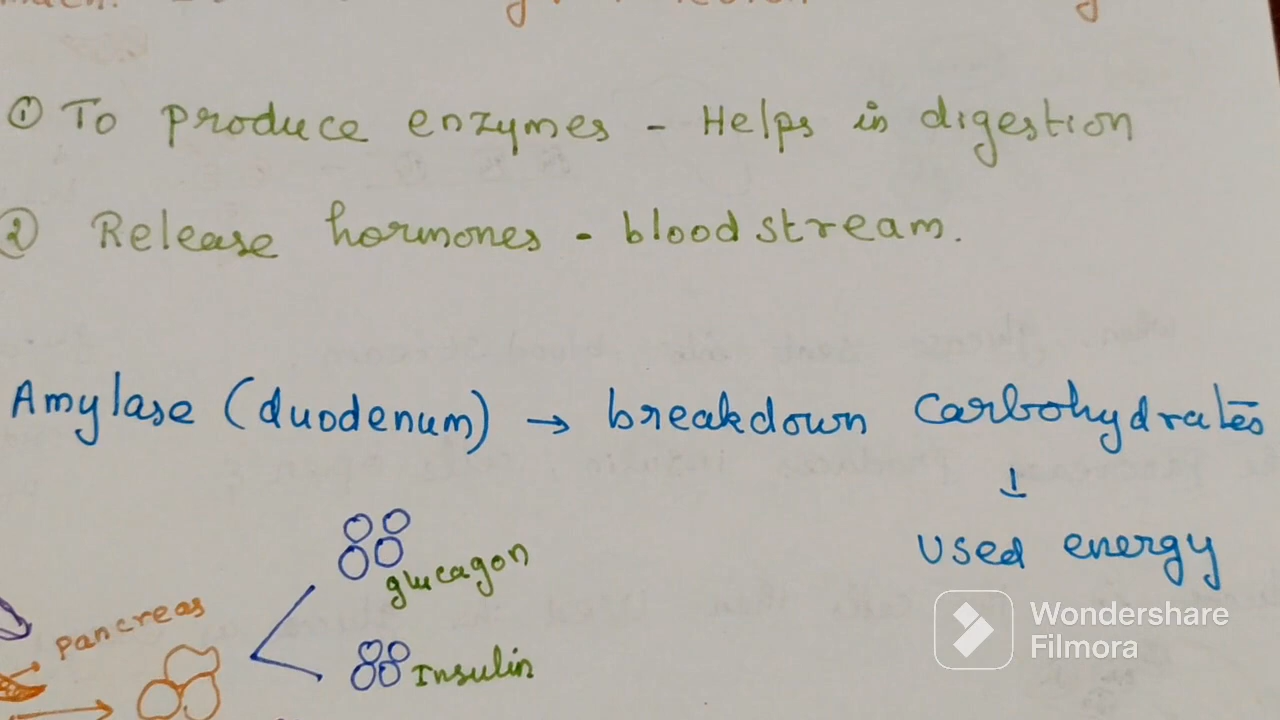 ① To produce enzymes - Helps in digestion
② Release hormones - bloodstream.
Amylase (duodenum) → breakdown carbohydrates
↓
used energy
glucagon
Pancreas
Insulin
Wondershare
Filmora